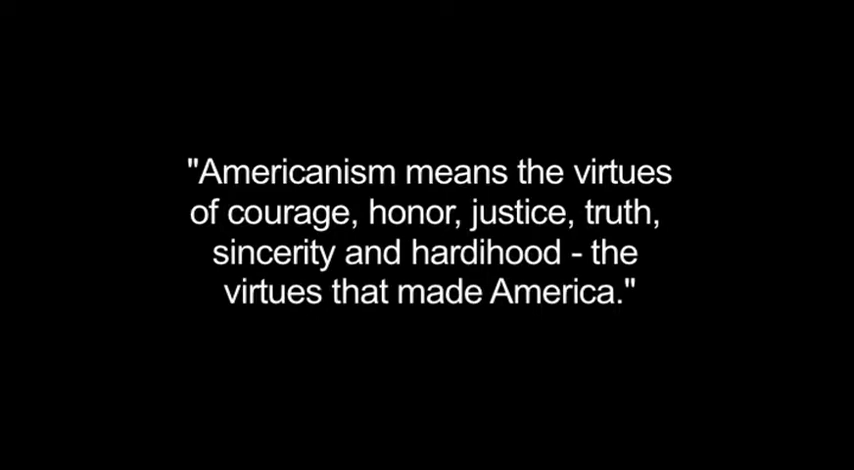 "Americanism means the virtues
of courage, honor, justice, truth,
sincerity and hardihood - the
virtues that made America."